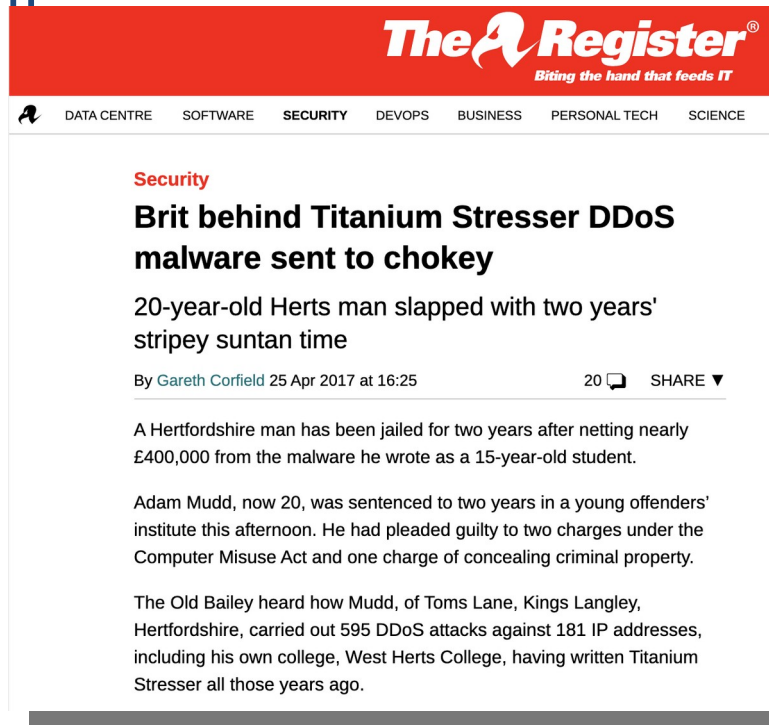 The Register®
Biting the hand that feeds IT
DATA CENTRE SOFTWARE SECURITY DEVOPS BUSINESS PERSONAL TECH SCIENCE
Security
Brit behind Titanium Stresser DDoS
malware sent to chokey
20-year-old Herts man slapped with two years'
stripey suntan time
By Gareth Corfield 25 Apr 2017 at 16:25 20 SHARE ▼
A Hertfordshire man has been jailed for two years after netting nearly
£400,000 from the malware he wrote as a 15-year-old student.
Adam Mudd, now 20, was sentenced to two years in a young offenders’
institute this afternoon. He had pleaded guilty to two charges under the
Computer Misuse Act and one charge of concealing criminal property.
The Old Bailey heard how Mudd, of Toms Lane, Kings Langley,
Hertfordshire, carried out 595 DDoS attacks against 181 IP addresses,
including his own college, West Herts College, having written Titanium
Stresser all those years ago.